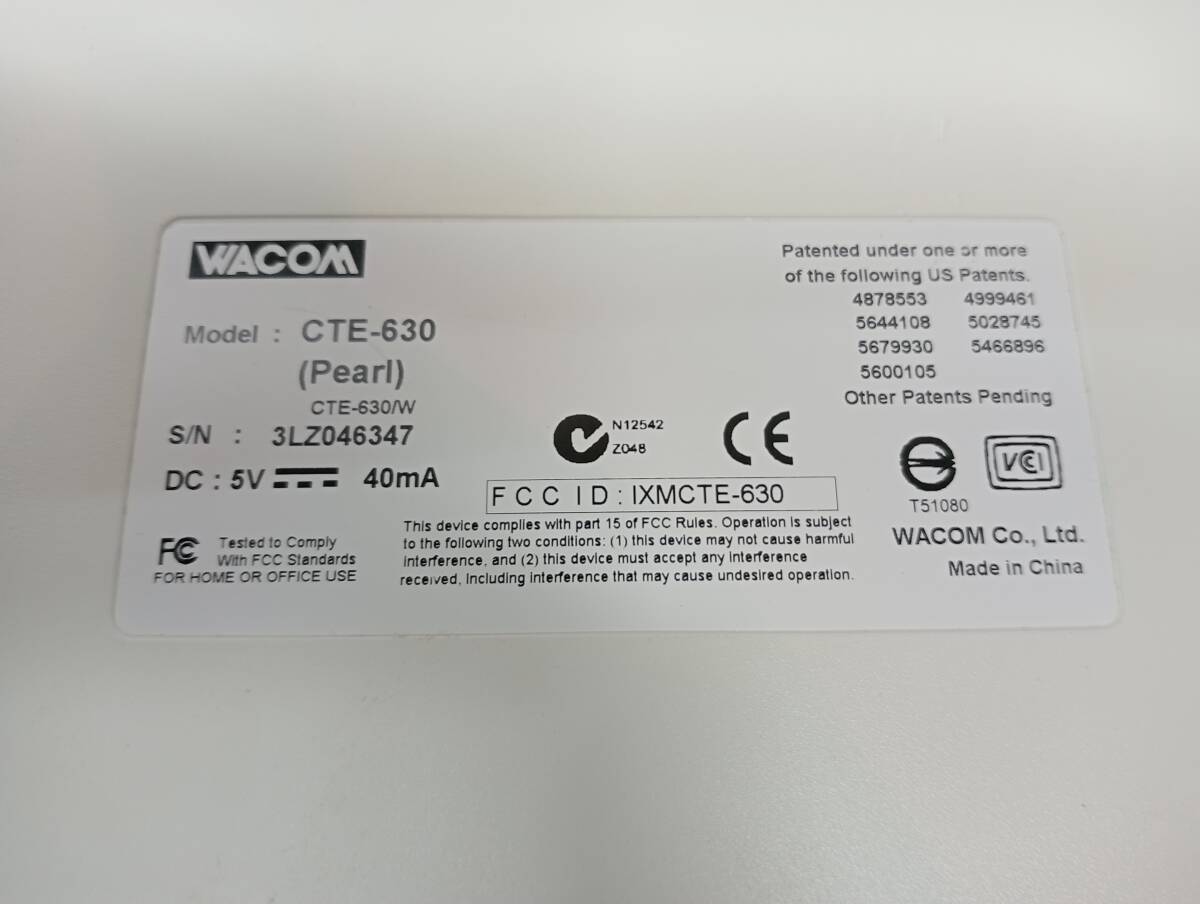 WACOM
Model : CTE-630
(Pearl)
CTE-630/W
S/N : 3LZ046347
DC : 5V 40mA
FC Tested to Comply
With FCC Standards
FOR HOME OR OFFICE USE
N12542
Z048
CE
FCC ID : IXMCTE-630
This device complies with part 15 of FCC Rules. Operation is subject
to the following two conditions: (1) this device may not cause harmful
interference, and (2) this device must accept any interference
received, including interference that may cause undesired operation.
Patented under one or more
of the following US Patents.
4878553 4999461
5644108 5028745
5679930 5466896
5600105
Other Patents Pending
VCI
T51080
WACOM Co., Ltd.
Made in China